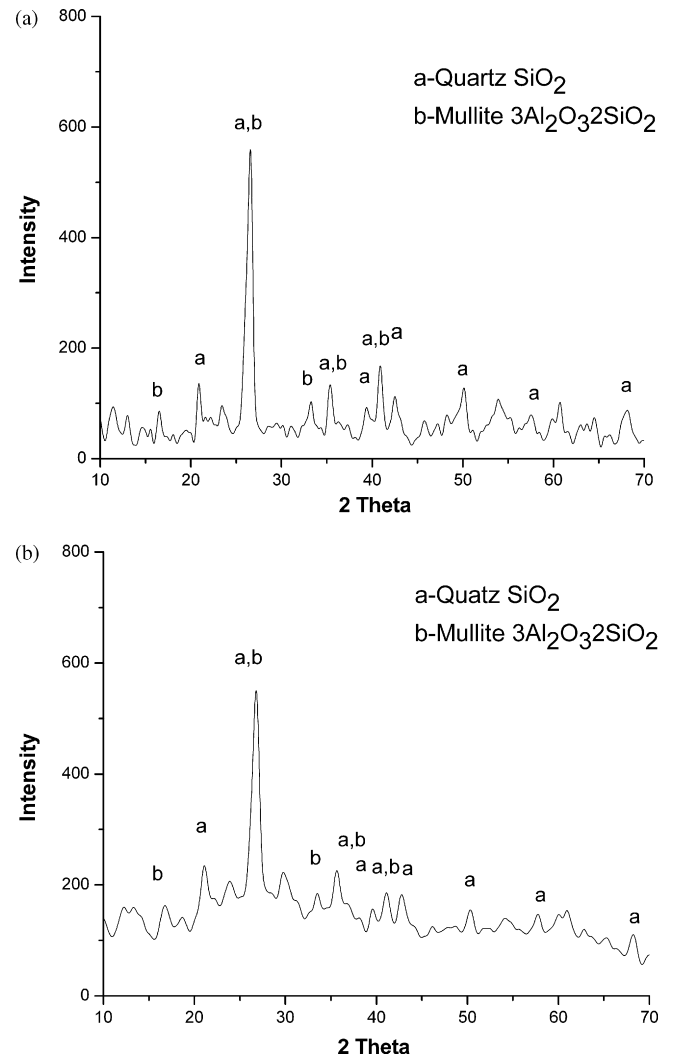 (a)
800
600
400
200
0
Intensity
a-Quartz SiO2
b-Mullite 3Al2O32SiO2
b
a
a,b
b
a,b
a
a,b
a
a
a
a
10 20 30 40 50 60 70
2 Theta
(b)
800
600
400
200
0
Intensity
a-Quatz SiO2
b-Mullite 3Al2O32SiO2
b
a
a,b
b
a,b
a
a,b
a
a
a
a
10 20 30 40 50 60 70
2 Theta